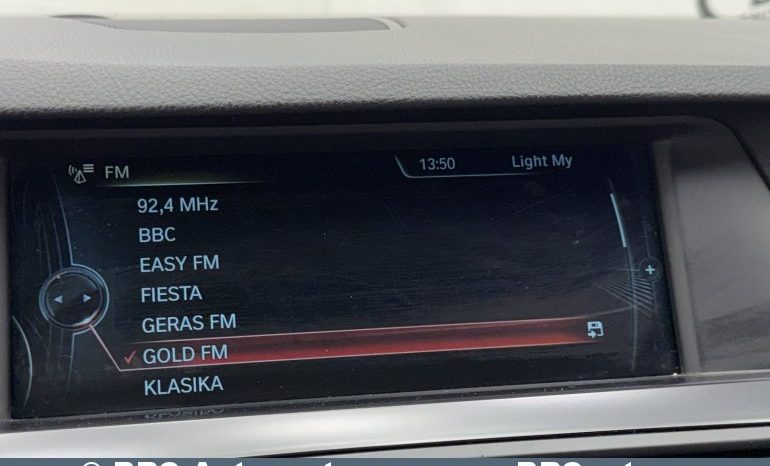 FM
13:50
Light My
92,4 MHz
BBC
EASY FM
FIESTA
GERAS FM
GOLD FM
KLASIKA